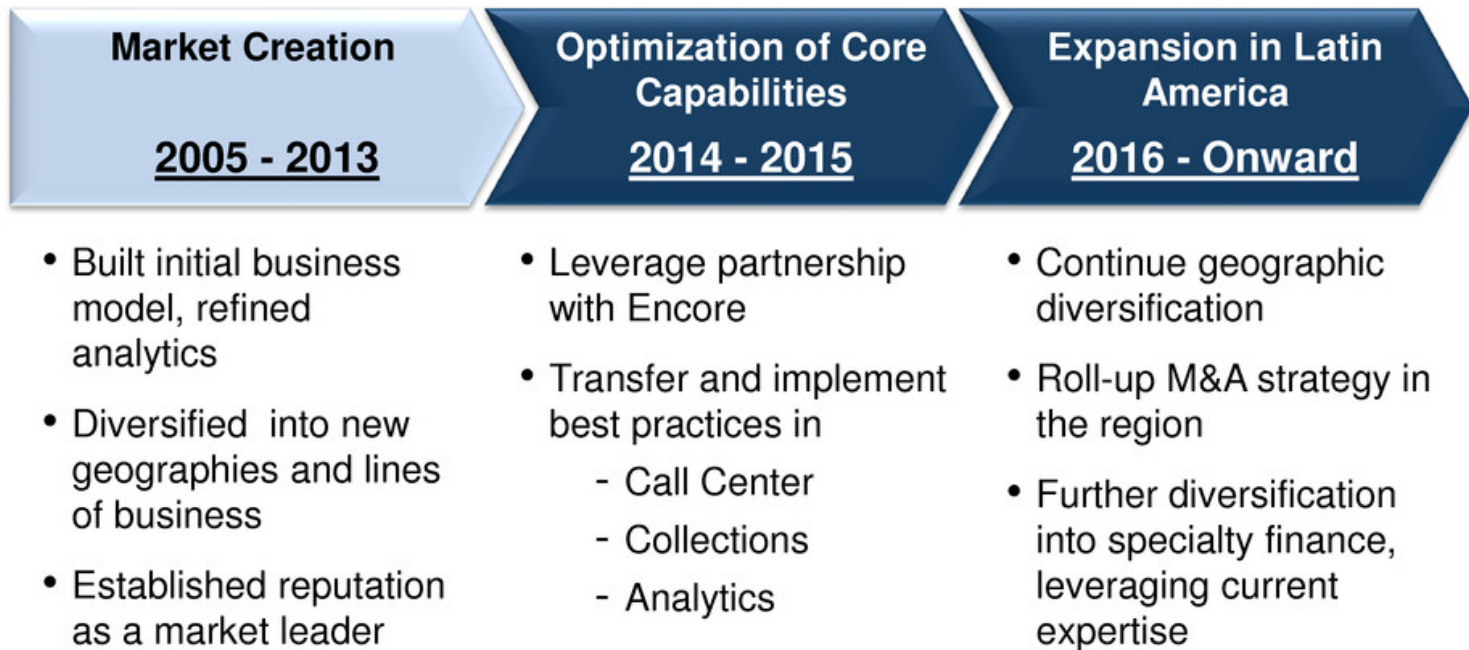 Market Creation
2005 - 2013
Optimization of Core
Capabilities
2014 - 2015
Expansion in Latin
America
2016 - Onward
• Built initial business
model, refined
analytics
• Diversified  into new
geographies and lines
of business
• Established reputation
as a market leader
• Leverage partnership
with Encore
• Transfer and implement
best practices in
- Call Center
- Collections
- Analytics
• Continue geographic
diversification
• Roll-up M&A strategy in
the region
• Further diversification
into specialty finance,
leveraging current
expertise